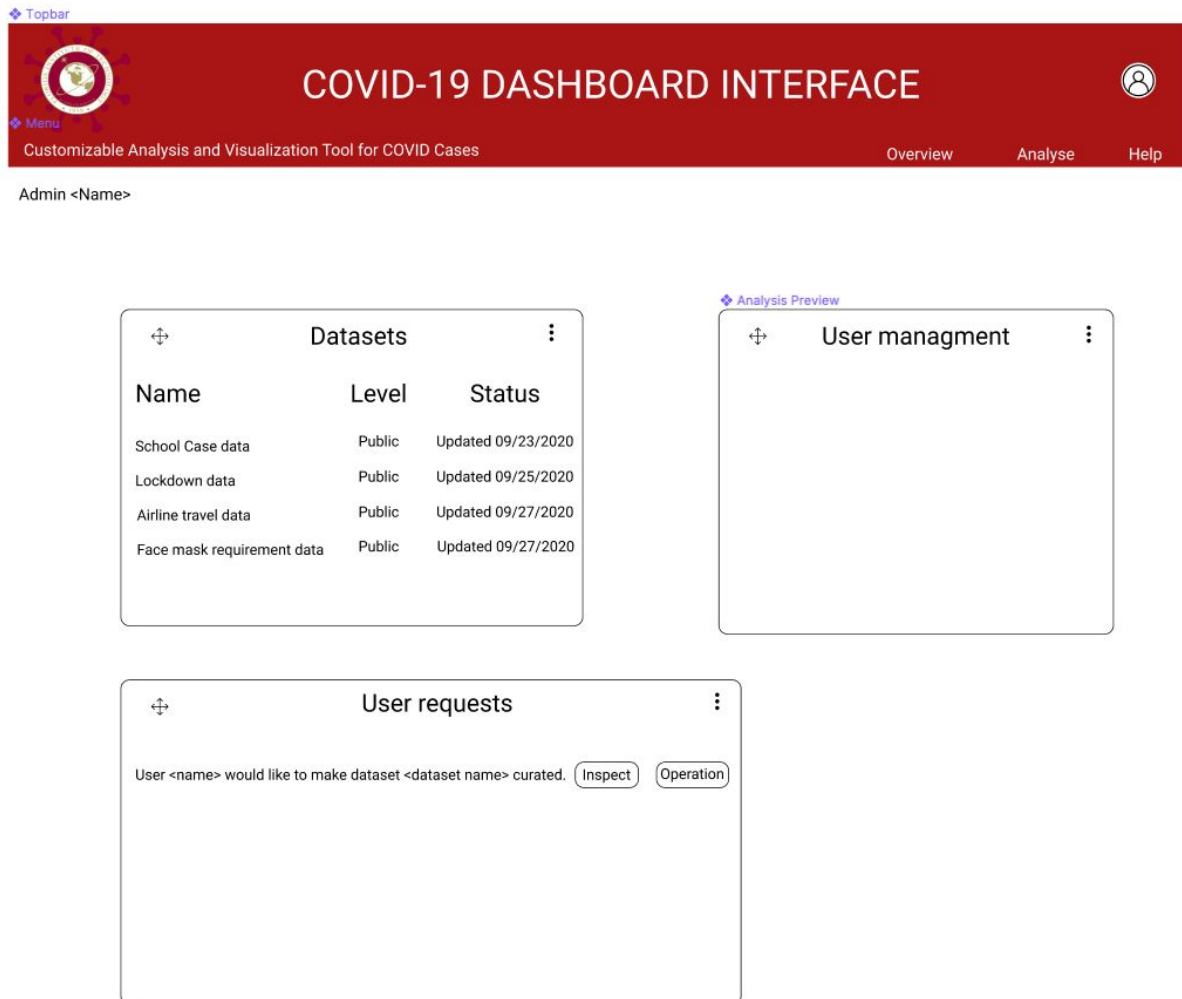 Topbar
COVID-19 DASHBOARD INTERFACE
Menu
Customizable Analysis and Visualization Tool for COVID Cases
Overview Analyse Help
Admin <Name>
Analysis Preview
Datasets
Name Level Status
School Case data Public Updated 09/23/2020
Lockdown data Public Updated 09/25/2020
Airline travel data Public Updated 09/27/2020
Face mask requirement data Public Updated 09/27/2020
User managment
User requests
User <name> would like to make dataset <dataset name> curated. Inspect Operation